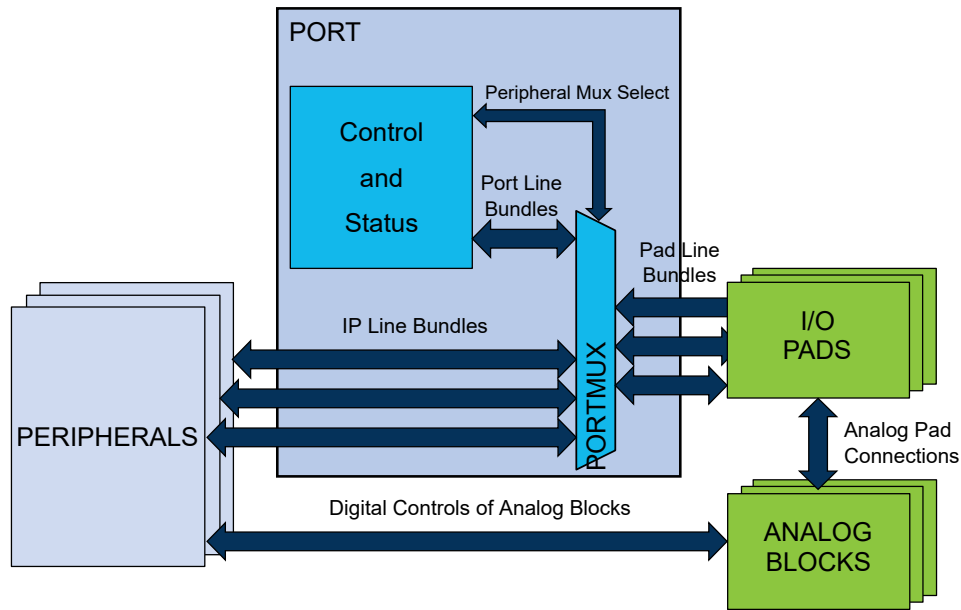 PORT
Peripheral Mux Select
Control
and
Status
Port Line
Bundles
Pad Line
Bundles
IP Line Bundles
I/O
PADS
PORTMUX
PERIPHERALS
Analog Pad
Connections
Digital Controls of Analog Blocks
ANALOG
BLOCKS